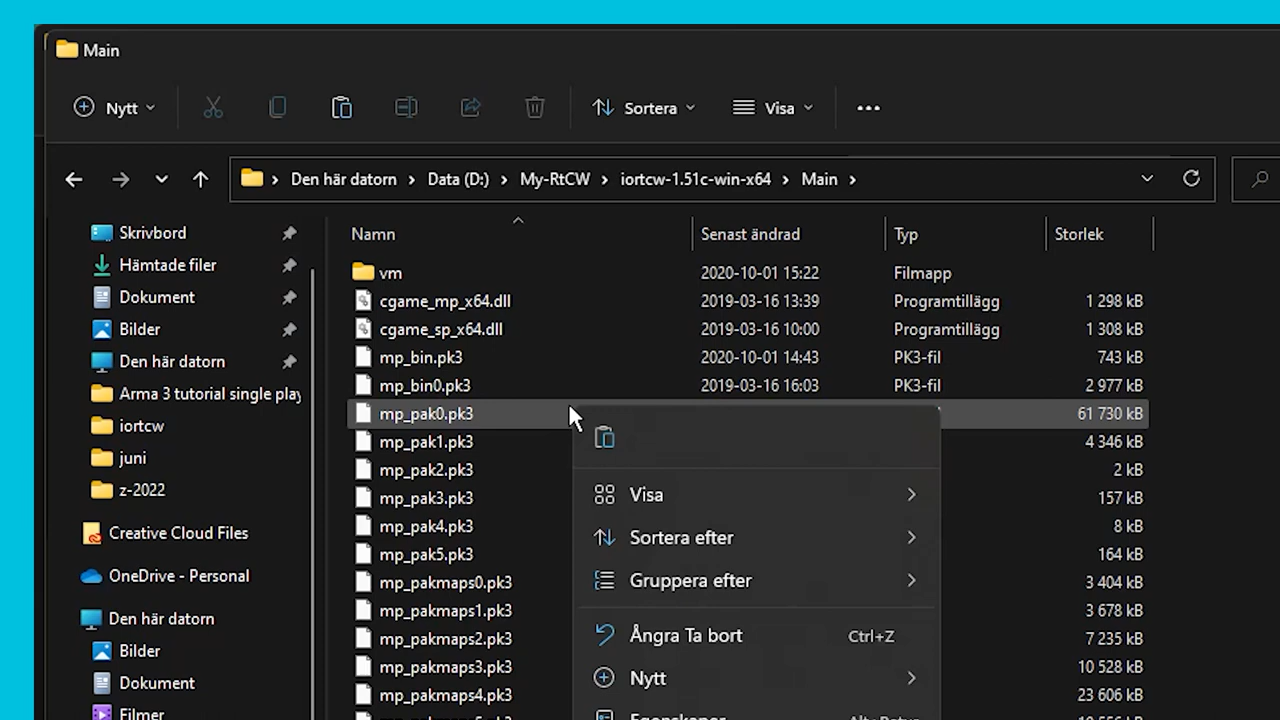 Main
Nytt
Sortera
Visa
Den här datorn
Data (D:)
My-RtCW
iortcw-1.51c-win-x64
Main
Skrivbord
Hämtade filer
Dokument
Bilder
Den här datorn
Arma 3 tutorial single play
iortcw
juni
z-2022
Creative Cloud Files
OneDrive - Personal
Den här datorn
Bilder
Dokument
Filmer
Namn Senast ändrad Typ Storlek
vm 2020-10-01 15:22 Filmapp
cgame_mp_x64.dll 2019-03-16 13:39 Programtillägg 1 298 kB
cgame_sp_x64.dll 2019-03-16 10:00 Programtillägg 1 308 kB
mp_bin.pk3 2020-10-01 14:43 PK3-fil 743 kB
mp_bin0.pk3 2019-03-16 16:03 PK3-fil 2 977 kB
mp_pak0.pk3 61 730 kB
mp_pak1.pk3 4 346 kB
mp_pak2.pk3 2 kB
mp_pak3.pk3 157 kB
mp_pak4.pk3 8 kB
mp_pak5.pk3 164 kB
mp_pakmaps0.pk3 3 404 kB
mp_pakmaps1.pk3 3 678 kB
mp_pakmaps2.pk3 7 235 kB
mp_pakmaps3.pk3 10 528 kB
mp_pakmaps4.pk3 23 606 kB
Visa
Sortera efter
Gruppera efter
Ångra Ta bort Ctrl+Z
Nytt